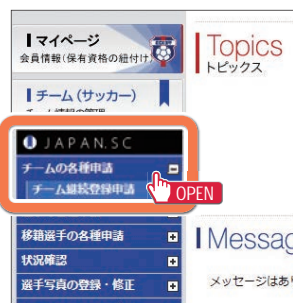 マイページ
会員情報(保有資格の紐付け)
チーム(サッカー)
JAPAN.SC
チームの各種申請
チーム継続登録申請
OPEN
移籍選手の各種申請
状況確認
選手写真の登録・修正
Topics
トピックス
Messag
メッセージはあり